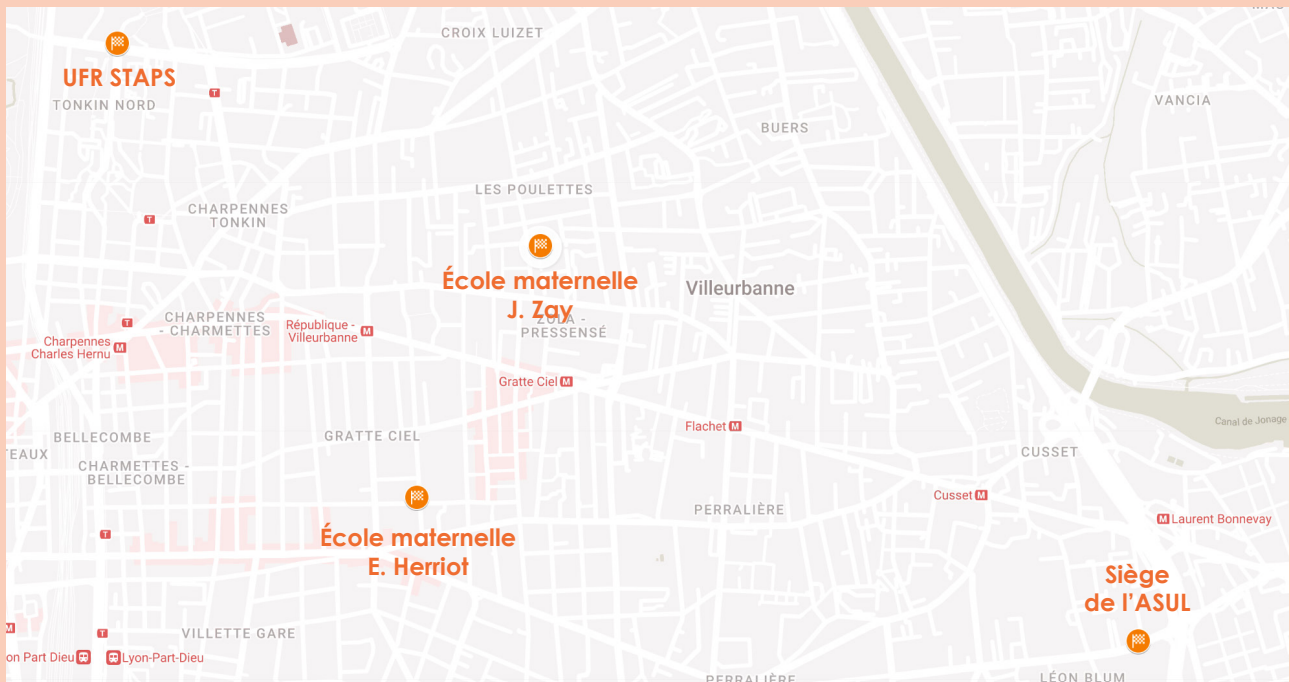 CROIX LUIZET
UFR STAPS
TONKIN NORD
T
VANCIA
BUERS
LES POULETTES
CHARPENNES
TONKIN
T
École maternelle
J. Zay
Villeurbanne
ZOLA -
PRESSENSÉ
CHARPENNES
- CHARMETTES
T
République -
Villeurbanne M
Charpennes
Charles Hernu M
Gratte Ciel M
Flachet M
Canal de Jonage
BELLECOMBE
GRATTE CIEL
TEAUX
CUSSET
CHARMETTES -
BELLECOMBE
Cusset M
PERRALIÈRE
M Laurent Bonnevay
T
École maternelle
E. Herriot
Siège
de l'ASUL
M
T
VILLETTE GARE
on Part Dieu
Lyon-Part-Dieu
PERRALIÈRE
LÉON BLUM